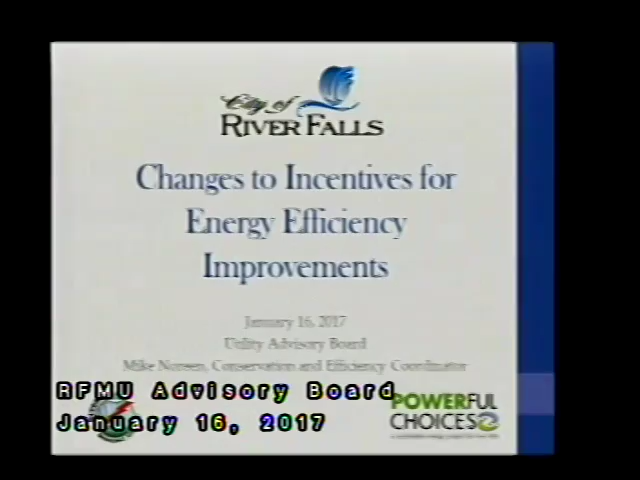 City of
RIVER FALLS
Changes to Incentives for
Energy Efficiency
Improvements
January 16, 2017
Utility Advisory Board
Mike Noreen, Conservation and Efficiency Coordinator
RFMU Advisory Board
January 16, 2017
POWERFUL
CHOICES